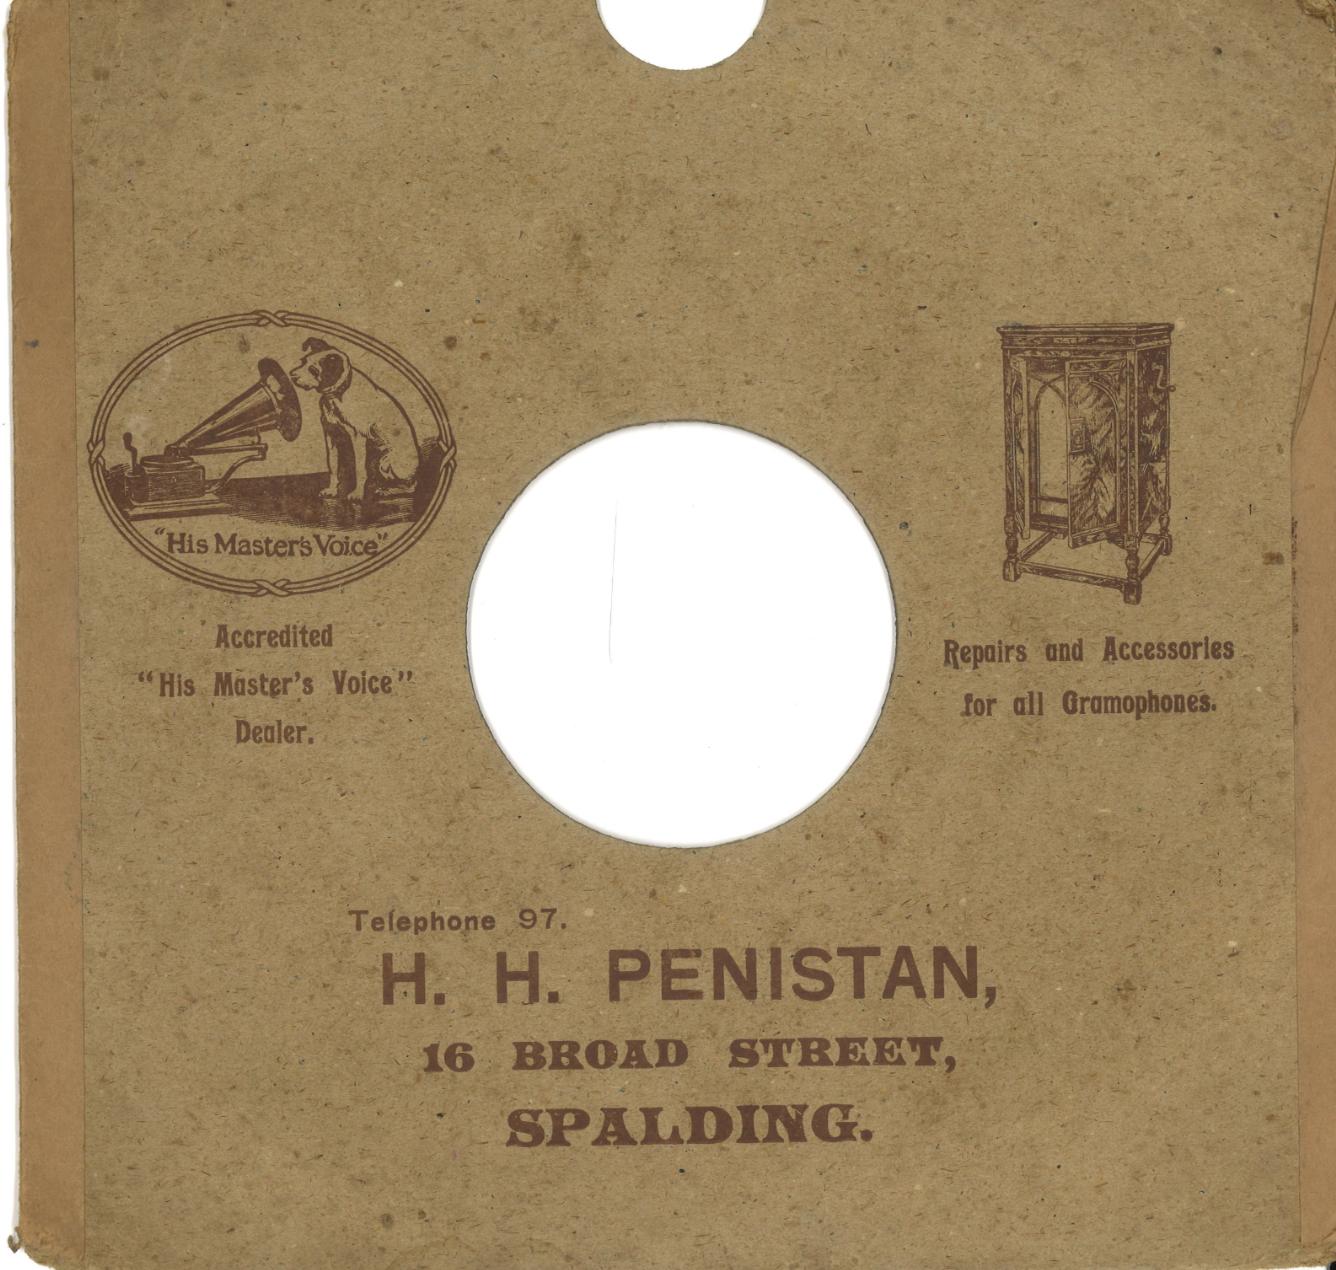 "His Master's Voice"
Accredited
"His Master's Voice"
Dealer.
Repairs and Accessories
for all Gramophones.
Telephone 97.
H. H. PENISTAN,
16 BROAD STREET,
SPALDING.